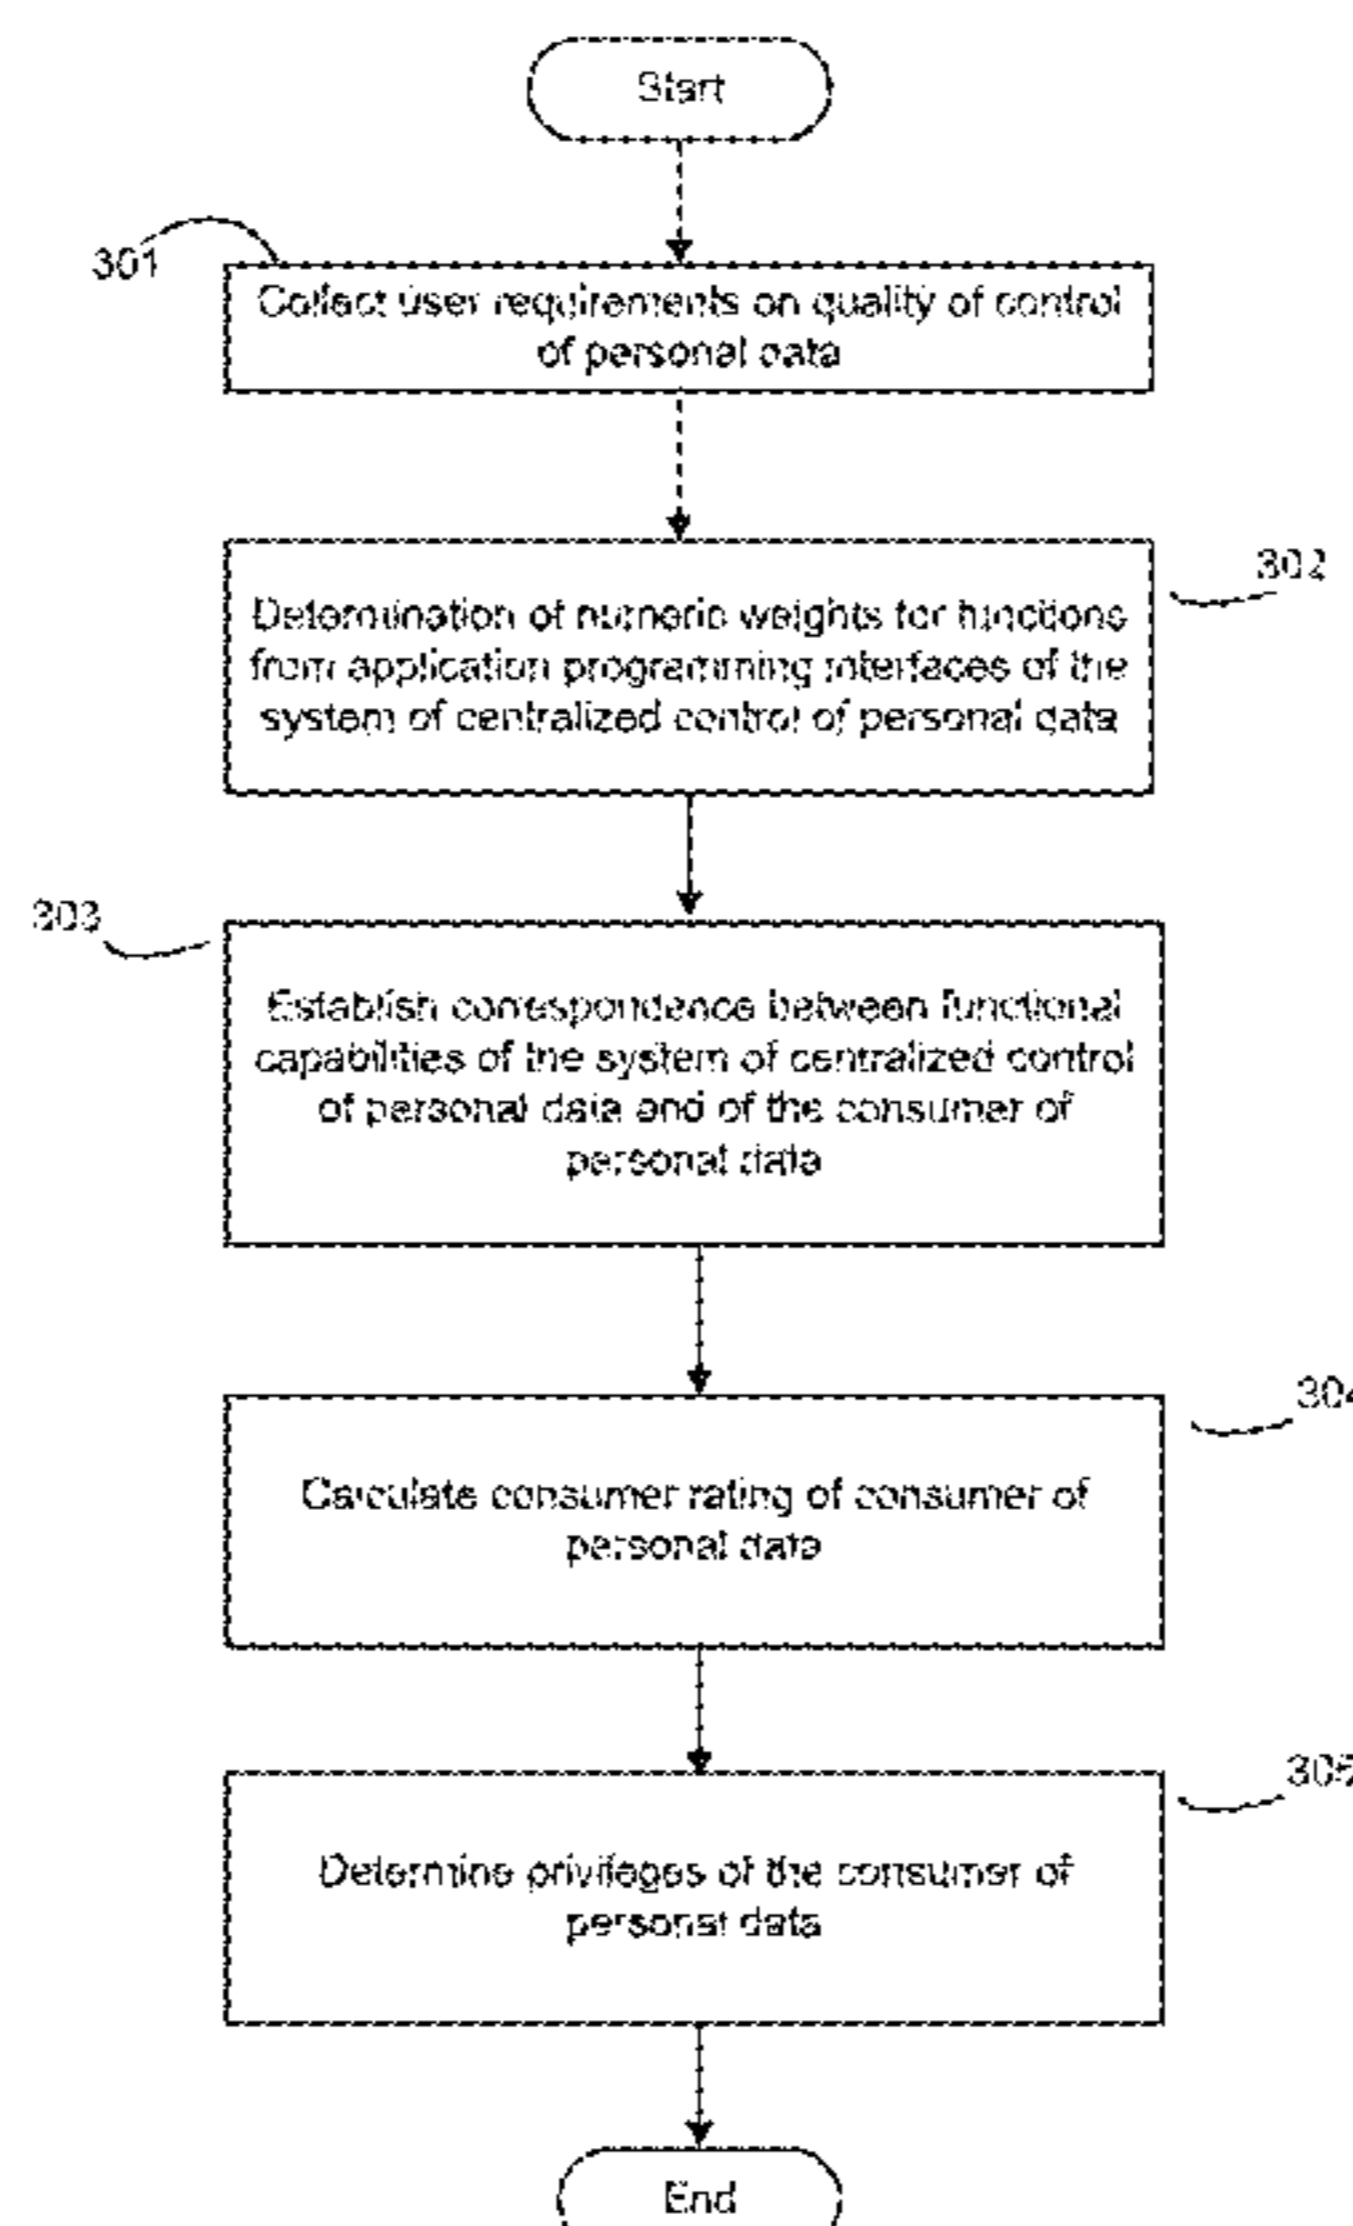 Start
301
Collect user requirements on quality of control
of personal data
302
Determination of numeric weights for functions
from application programming interfaces of the
system of centralized control of personal data
303
Establish correspondence between functional
capabilities of the system of centralized control
of personal data and of the consumer of
personal data
304
Calculate consumer rating of consumer of
personal data
305
Determine privileges of the consumer of
personal data
End